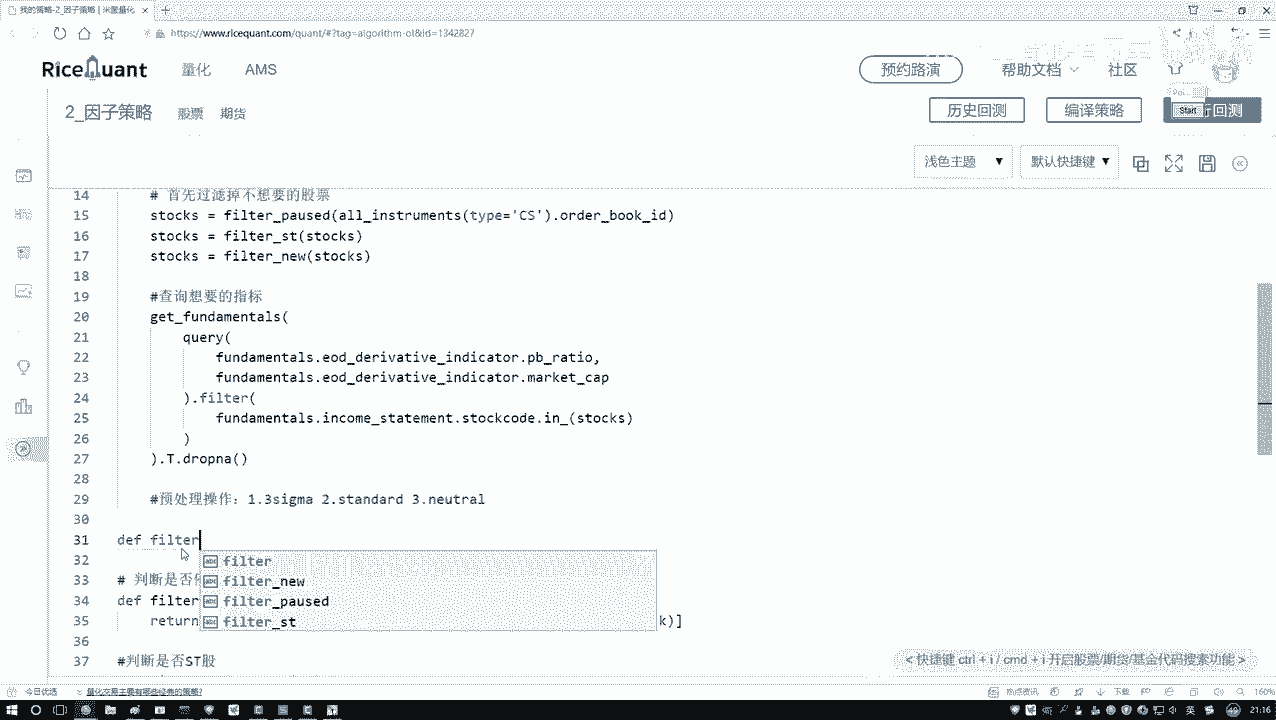 我的策略-2_因子策略 | 米筐量化
https://www.ricequant.com/quant/#?tag=algorithm-ol&id=1342827
RiceQuant 量化 AMS 预约路演 帮助文档 社区
2_因子策略 股票 期货 历史回测 编译策略 Start 回测
浅色主题 默认快捷键
14 # 首先过滤掉不想要的股票
15 stocks = filter_paused(all_instruments(type='CS').order_book_id)
16 stocks = filter_st(stocks)
17 stocks = filter_new(stocks)
18
19 #查询想要的指标
20 get_fundamentals(
21 query(
22 fundamentals.eod_derivative_indicator.pb_ratio,
23 fundamentals.eod_derivative_indicator.market_cap
24 ).filter(
25 fundamentals.income_statement.stockcode.in_(stocks)
26 )
27 ).T.dropna()
28
29 #预处理操作: 1.3sigma 2.standard 3.neutral
30
31 def filter
32 filter
33 # 判断是否 filter_new
34 def filter filter_paused
35 return filter_st k)]
36
37 #判断是否ST股
<快捷键 ctrl + i / cmd + i 开启股票/期货/基金代码搜索功能 >
今日优选 量化交易主要有哪些经典的策略? 热点资讯 下载 160%
英 21:16